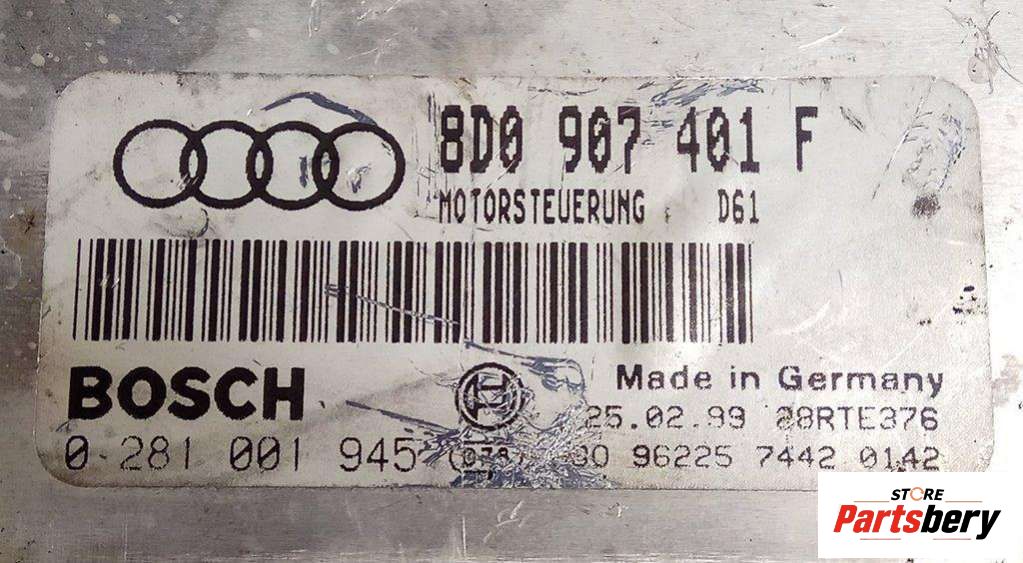 8D0 907 401 F
MOTORSTEUERUNG D61
BOSCH
Made in Germany
25.02.99 28RTE376
0 281 001 945 96225 7442 0142
STORE
Partsbery